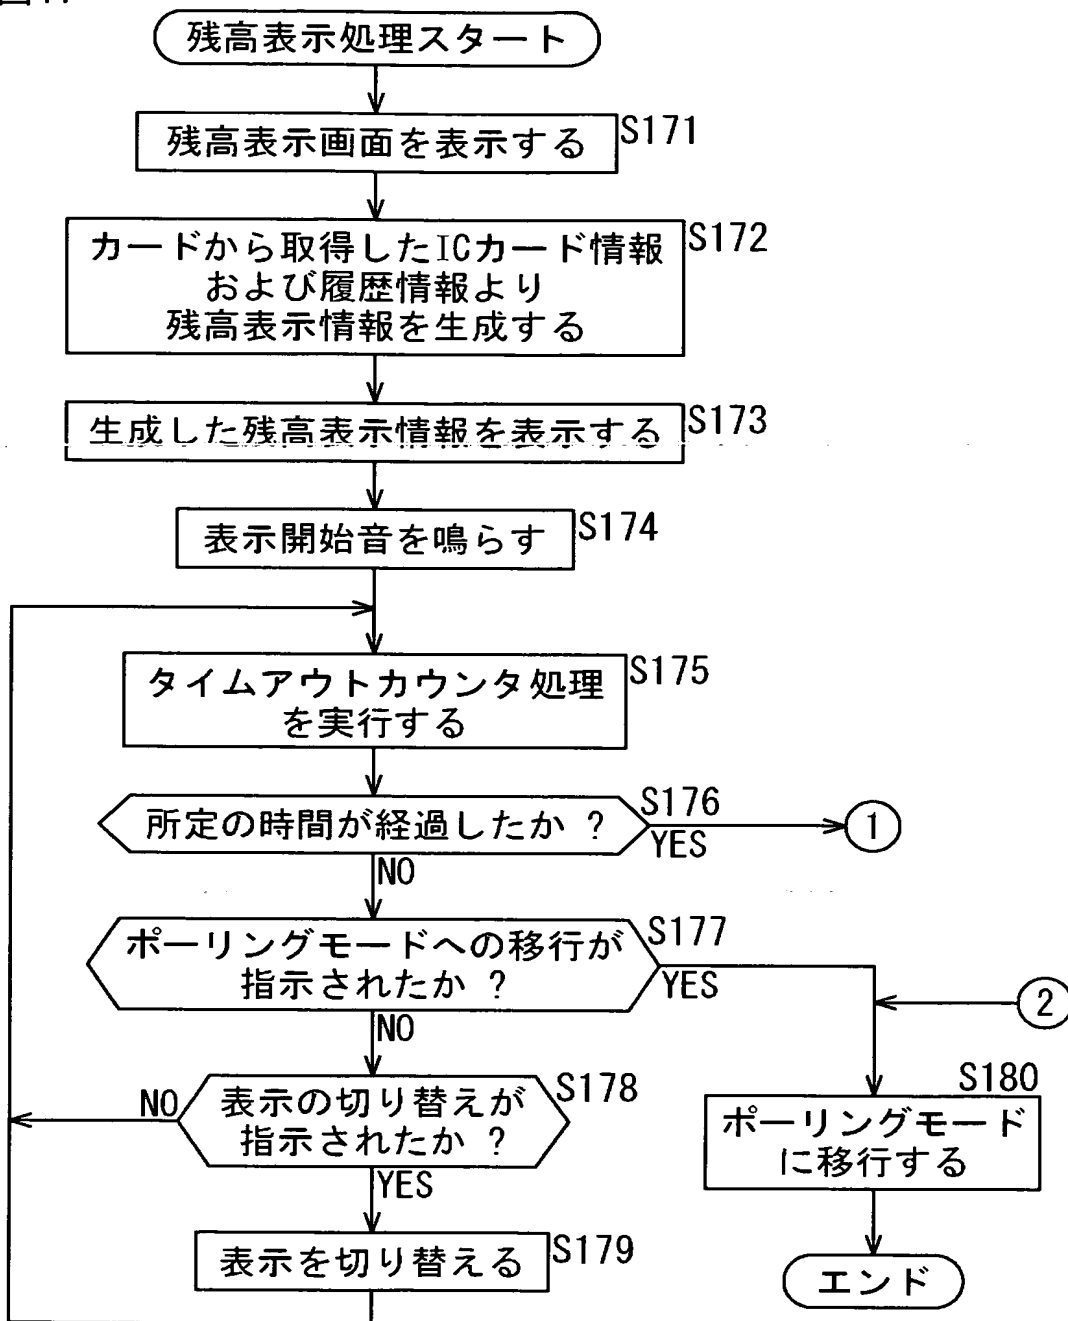 残高表示処理スタート
残高表示画面を表示する
S171
カードから取得したICカード情報
および履歴情報より
残高表示情報を生成する
S172
生成した残高表示情報を表示する
S173
表示開始音を鳴らす
S174
タイムアウトカウンタ処理
を実行する
S175
所定の時間が経過したか ?
S176
YES
1
NO
ポーリングモードへの移行が
指示されたか ?
S177
YES
2
NO
表示の切り替えが
指示されたか ?
S178
NO
YES
表示を切り替える
S179
S180
ポーリングモード
に移行する
エンド